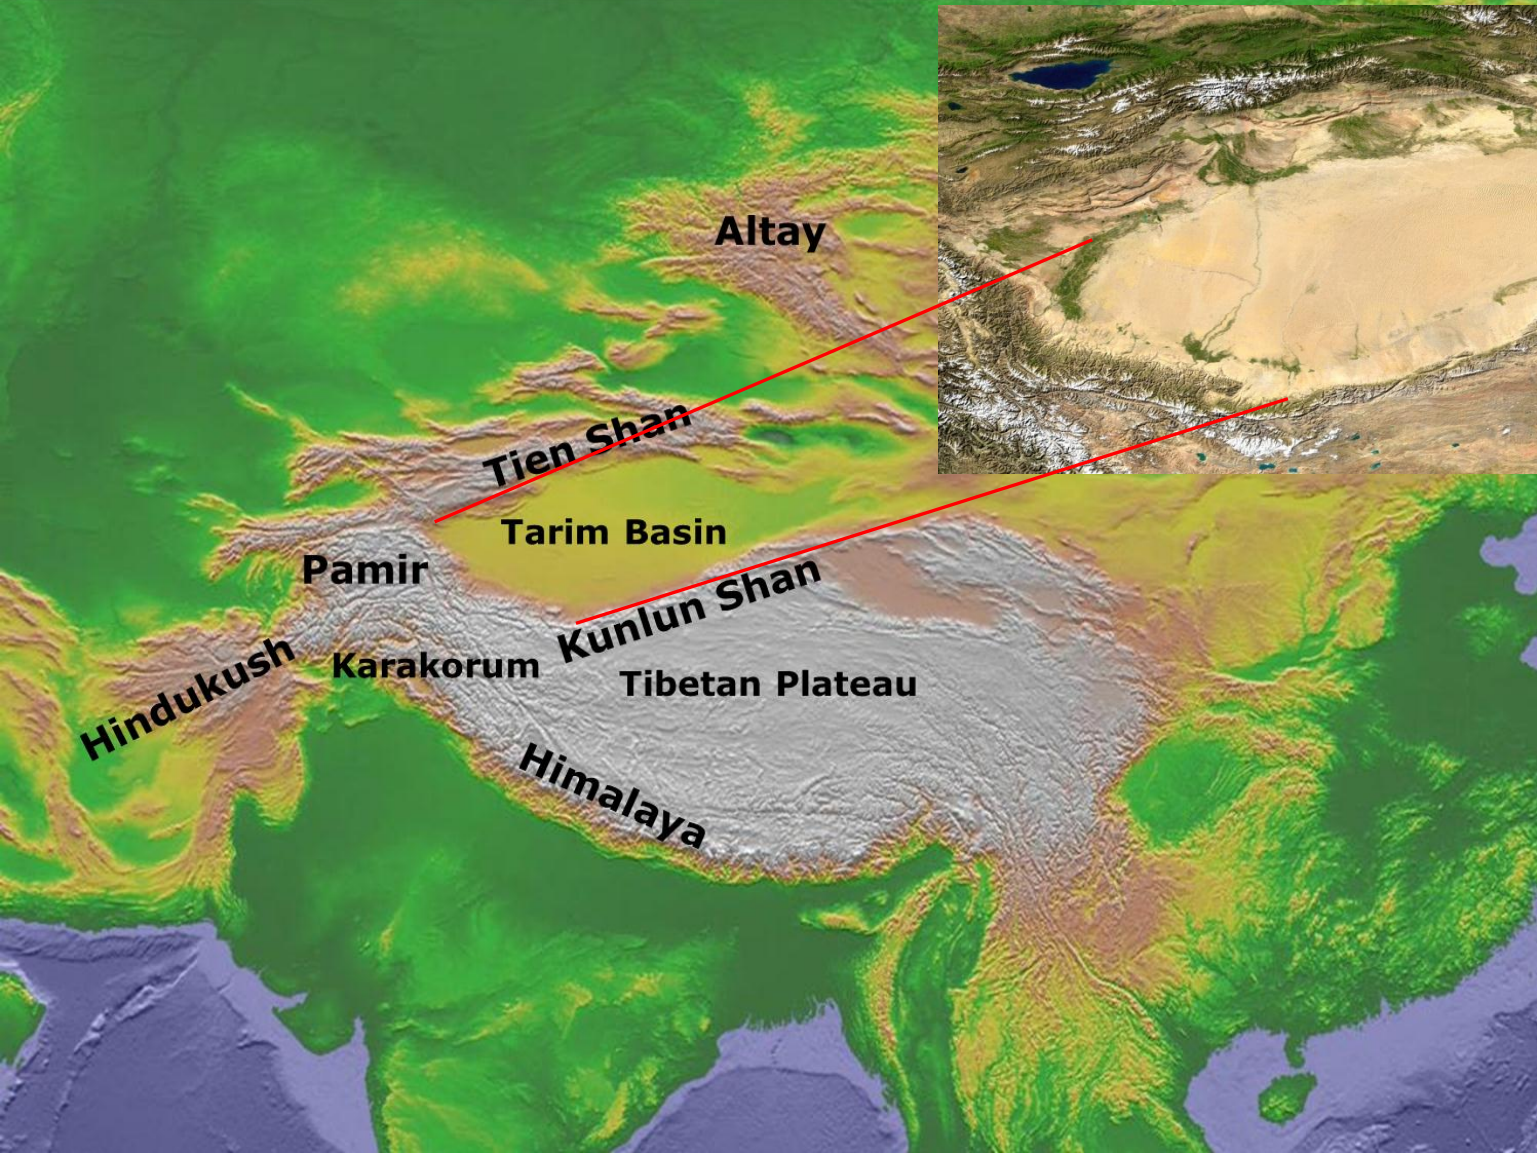 Altay
Tien Shan
Tarim Basin
Pamir
Kunlun Shan
Hindukush
Karakorum
Tibetan Plateau
Himalaya